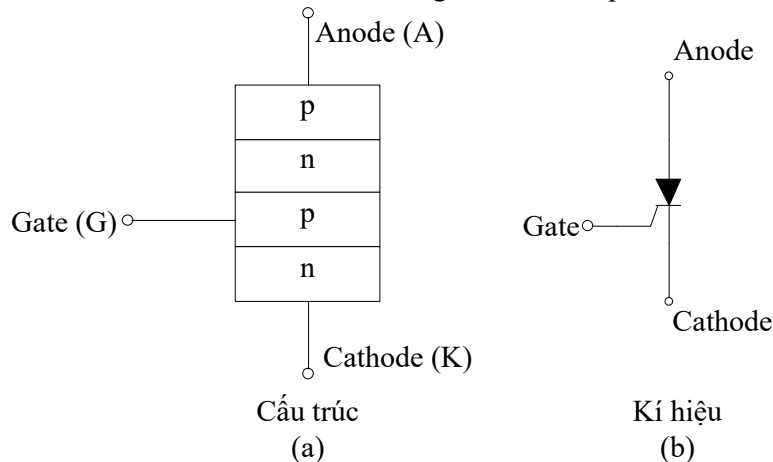 Anode (A)
p
n
p
n
Gate (G)
Cathode (K)
Cấu trúc
(a)
Anode
Gate
Cathode
Kí hiệu
(b)